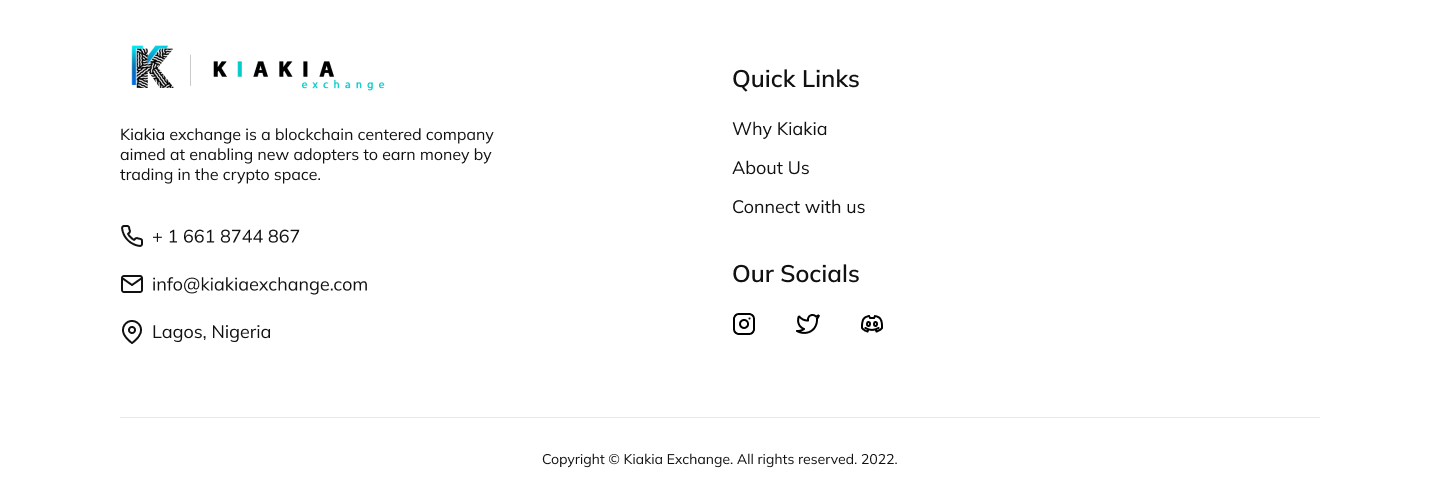 K
KIAKIA
exchange
Kiakia exchange is a blockchain centered company
aimed at enabling new adopters to earn money by
trading in the crypto space.
+ 1 661 8744 867
info@kiakiaexchange.com
Lagos, Nigeria
Quick Links
Why Kiakia
About Us
Connect with us
Our Socials
Copyright © Kiakia Exchange. All rights reserved. 2022.